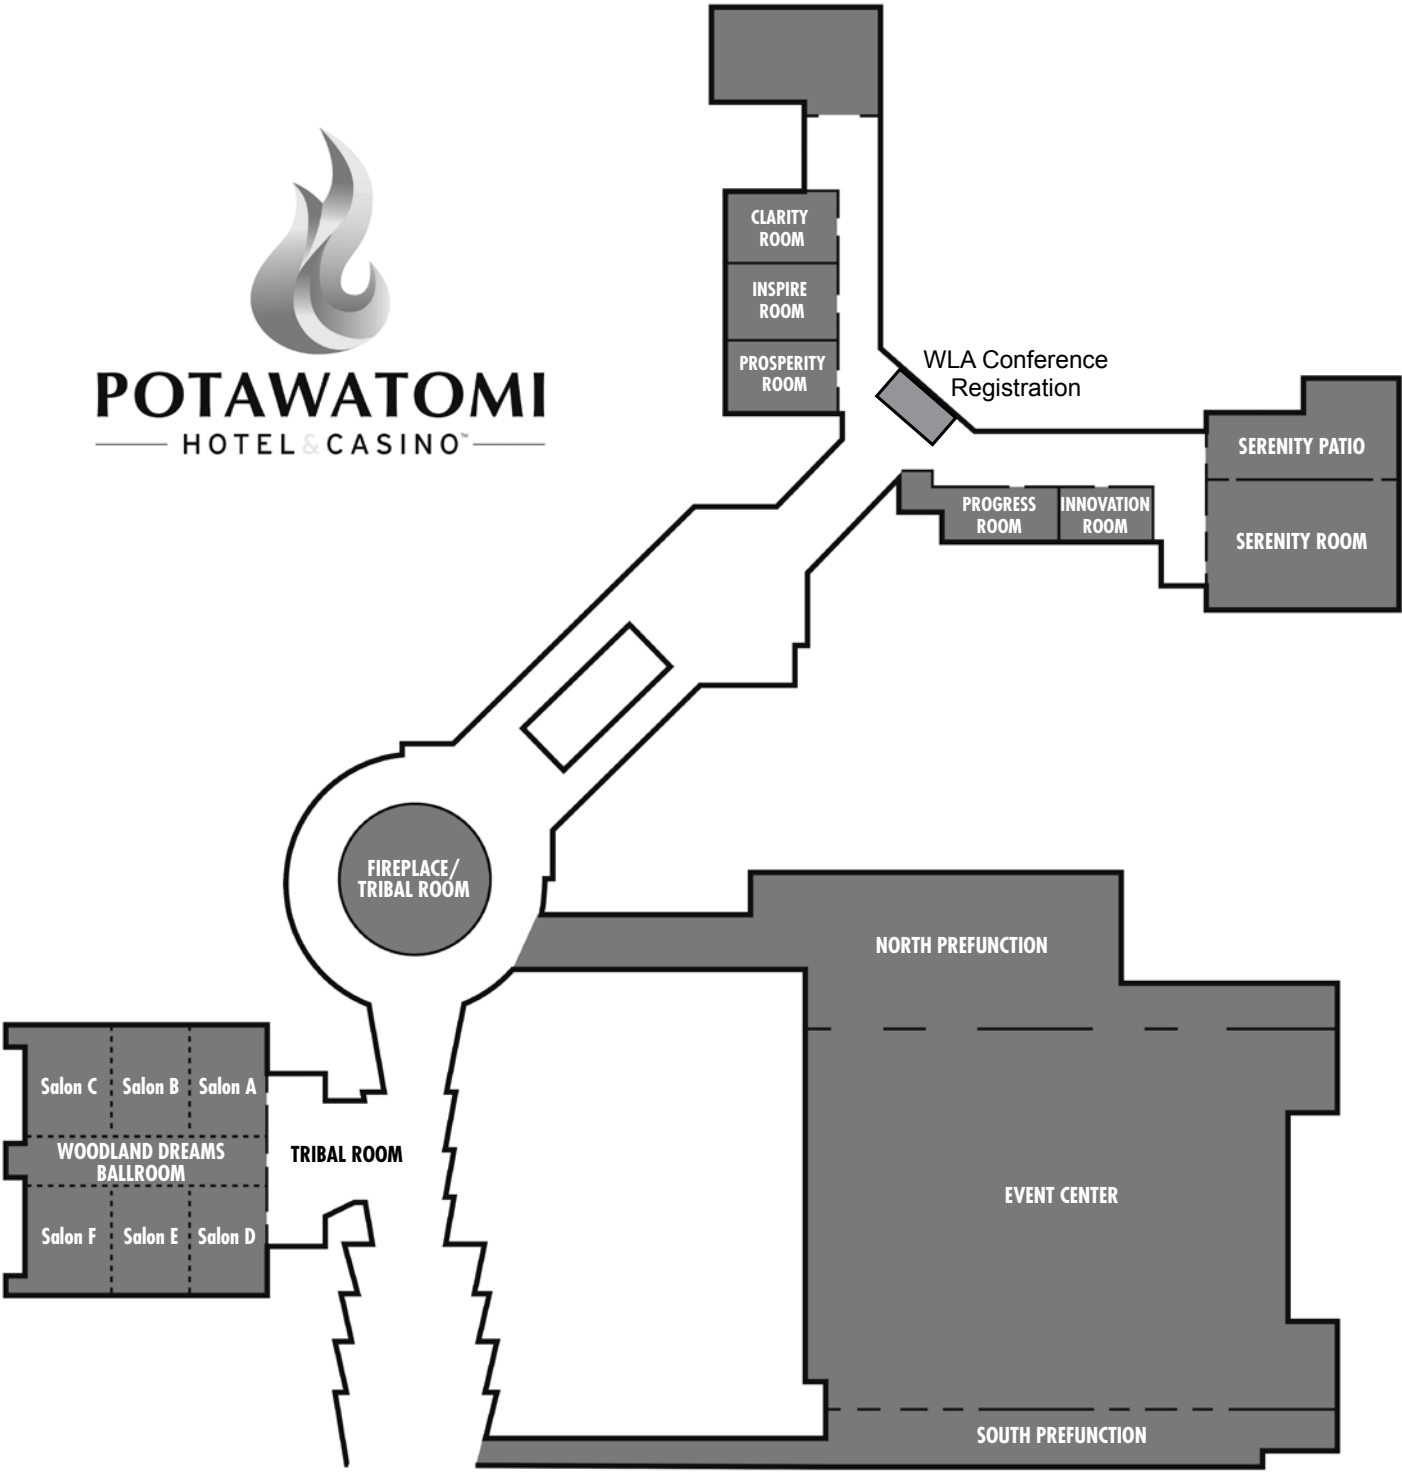 POTAWATOMI
HOTEL&CASINO™
CLARITY
ROOM
INSPIRE
ROOM
PROSPERITY
ROOM
WLA Conference
Registration
SERENITY PATIO
SERENITY ROOM
PROGRESS
ROOM
INNOVATION
ROOM
FIREPLACE/
TRIBAL ROOM
NORTH PREFUNCTION
Salon C
Salon B
Salon A
WOODLAND DREAMS
BALLROOM
TRIBAL ROOM
Salon F
Salon E
Salon D
EVENT CENTER
SOUTH PREFUNCTION